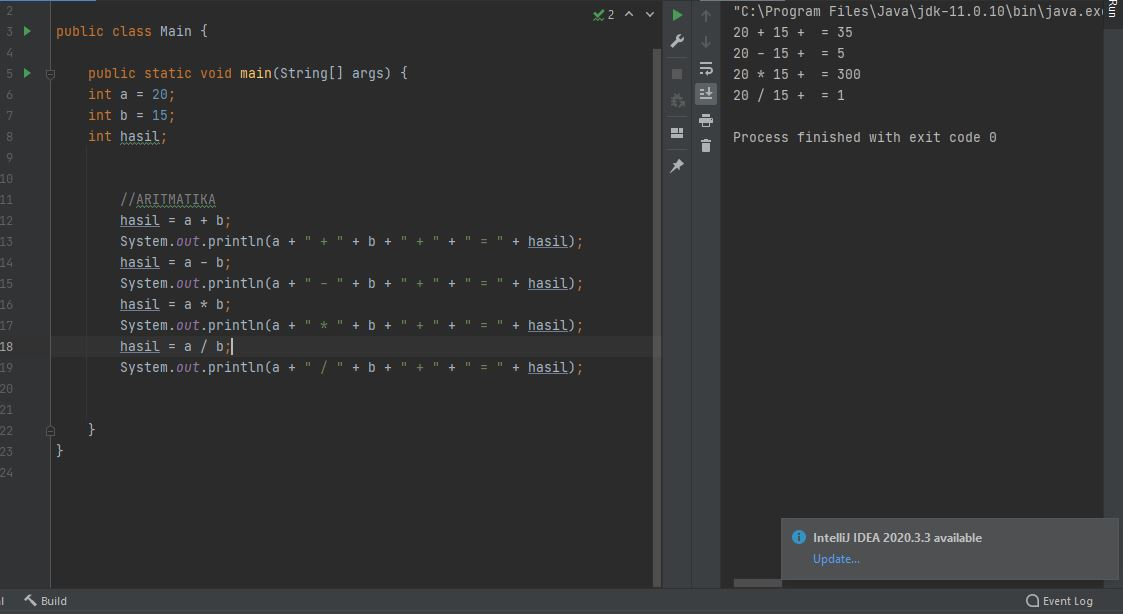 2
3 public class Main {
4
5 public static void main(String[] args) {
6 int a = 20;
7 int b = 15;
8 int hasil;
9
10
11 //ARITMATIKA
12 hasil = a + b;
13 System.out.println(a + " + " + b + " + " + " = " + hasil);
14 hasil = a - b;
15 System.out.println(a + " - " + b + " + " + " = " + hasil);
16 hasil = a * b;
17 System.out.println(a + " * " + b + " + " + " = " + hasil);
18 hasil = a / b;
19 System.out.println(a + " / " + b + " + " + " = " + hasil);
20
21
22 }
23 }
24
2
"C:\Program Files\Java\jdk-11.0.10\bin\java.exe
20 + 15 +  = 35
20 - 15 +  = 5
20 * 15 +  = 300
20 / 15 +  = 1
Process finished with exit code 0
Run
IntelliJ IDEA 2020.3.3 available
Update...
Build
Event Log